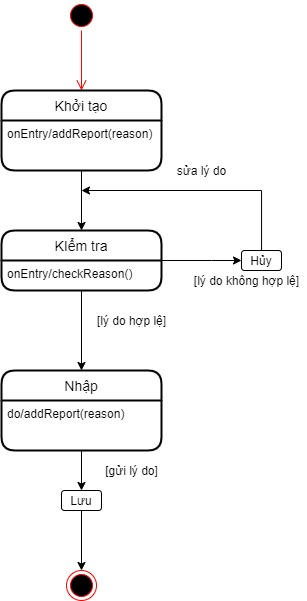 Khởi tạo
onEntry/addReport(reason)
sửa lý do
KIểm tra
onEntry/checkReason()
Hủy
[lý do không hợp lệ]
[lý do hợp lệ]
Nhập
do/addReport(reason)
[gửi lý do]
Lưu